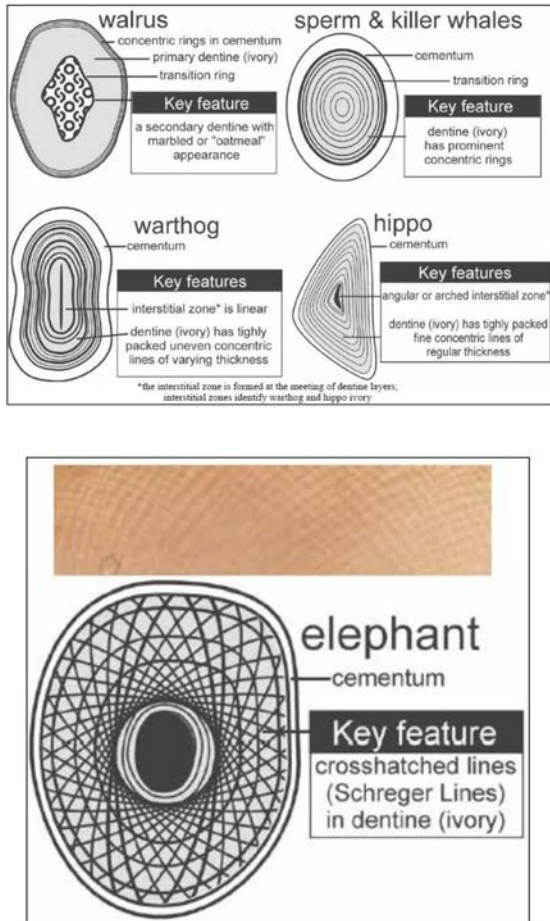 walrus
concentric rings in cementum
primary dentine (ivory)
transition ring
Key feature
a secondary dentine with
marbled or "oatmeal"
appearance
sperm & killer whales
cementum
transition ring
Key feature
dentine (ivory)
has prominent
concentric rings
warthog
cementum
Key features
interstitial zone* is linear
dentine (ivory) has tighly
packed uneven concentric
lines of varying thickness
hippo
cementum
Key features
angular or arched interstitial zone*
dentine (ivory) has tighly packed
fine concentric lines of
regular thickness
*the interstitial zone is formed at the meeting of dentine layers;
interstitial zones identify warthog and hippo ivory
elephant
cementum
Key feature
crosshatched lines
(Schreger Lines)
in dentine (ivory)